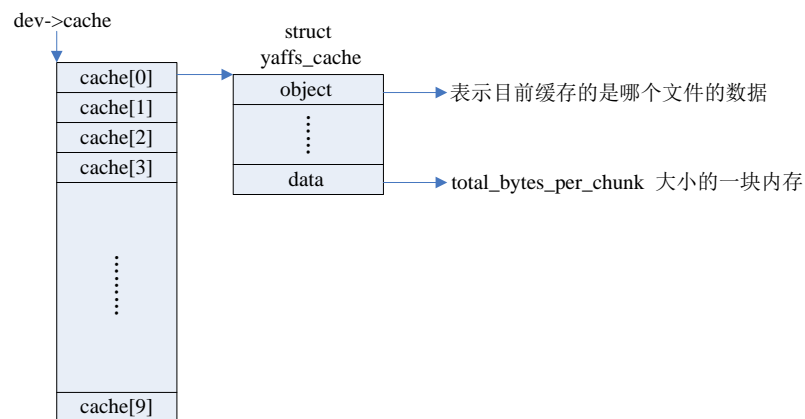 dev->cache
cache[0]
cache[1]
cache[2]
cache[3]
cache[9]
struct
yaffs_cache
object
data
表示目前缓存的是哪个文件的数据
total_bytes_per_chunk 大小的一块内存